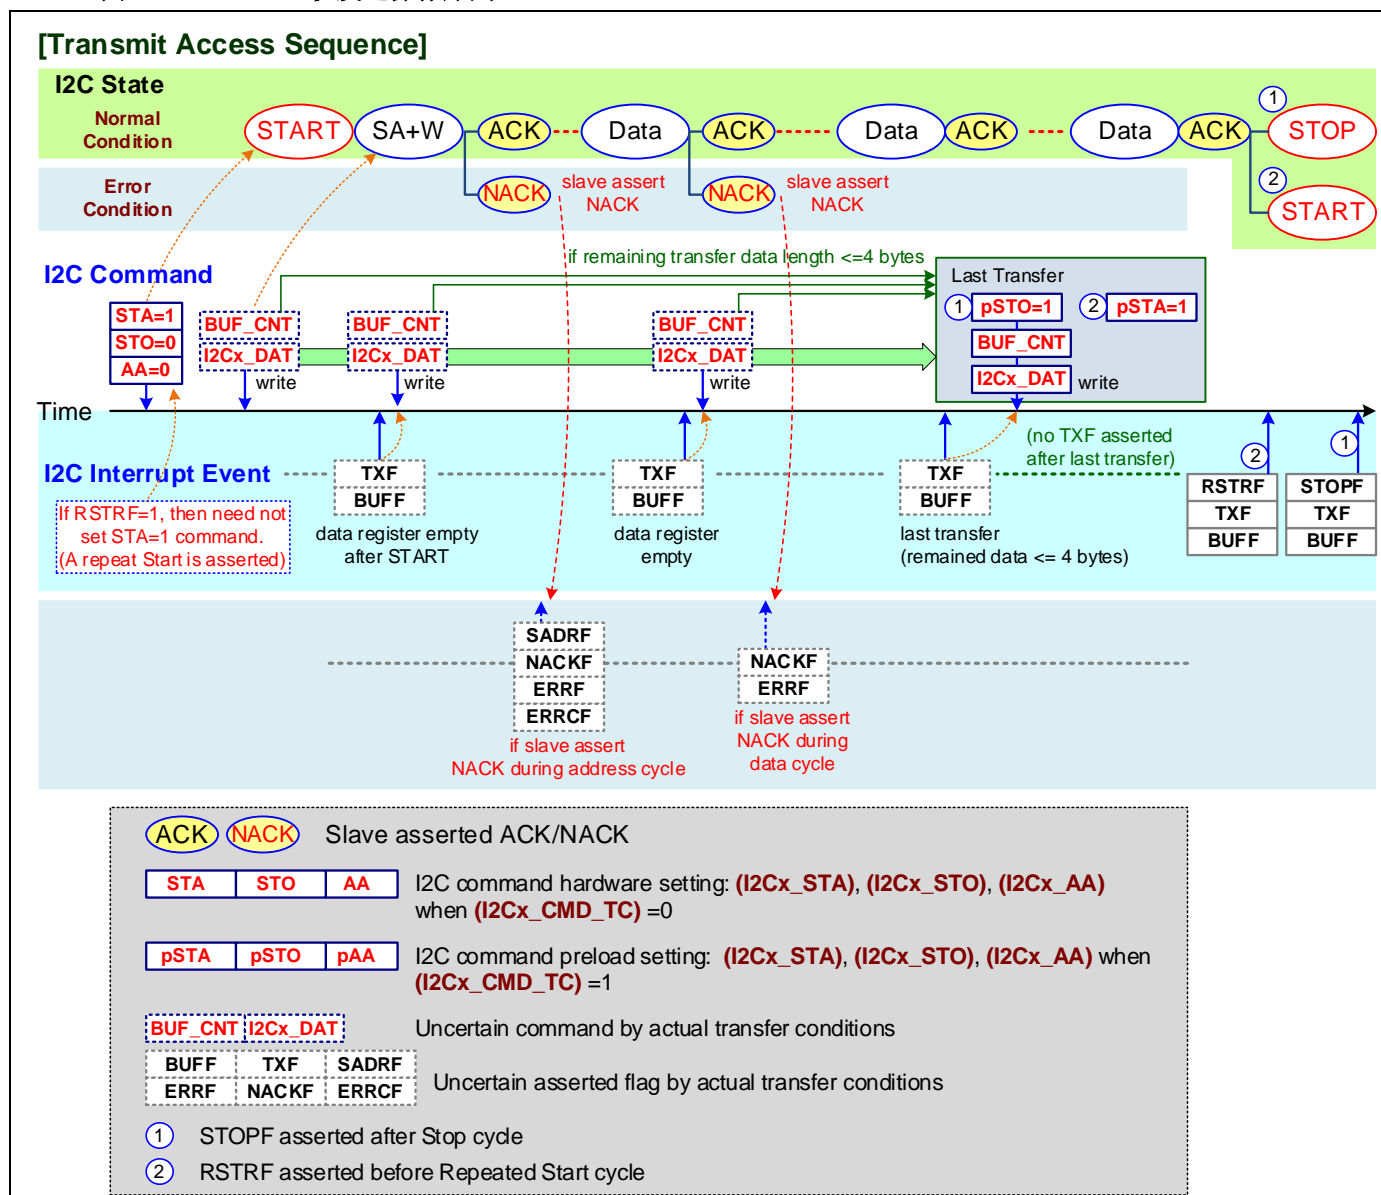 [Transmit Access Sequence]
I2C State
Normal
Condition
START
SA+W
ACK
Data
ACK
Data
ACK
Data
ACK
1
STOP
2
START
Error
Condition
NACK
slave assert
NACK
NACK
slave assert
NACK
I2C Command
if remaining transfer data length <=4 bytes
STA=1
STO=0
AA=0
BUF_CNT
I2Cx_DAT
write
BUF_CNT
I2Cx_DAT
write
BUF_CNT
I2Cx_DAT
write
Last Transfer
1
pSTO=1
2
pSTA=1
BUF_CNT
I2Cx_DAT
write
Time
I2C Interrupt Event
If RSTRF=1, then need not
set STA=1 command.
(A repeat Start is asserted)
TXF
BUFF
data register empty
after START
TXF
BUFF
data register
empty
TXF
BUFF
last transfer
(remained data <= 4 bytes)
(no TXF asserted
after last transfer)
2
RSTRF
TXF
BUFF
1
STOPF
TXF
BUFF
SADRF
NACKF
ERRF
ERRCF
if slave assert
NACK during address cycle
NACKF
ERRF
if slave assert
NACK during
data cycle
ACK NACK Slave asserted ACK/NACK
STA STO AA I2C command hardware setting: (I2Cx_STA), (I2Cx_STO), (I2Cx_AA)
when (I2Cx_CMD_TC) =0
pSTA pSTO pAA I2C command preload setting: (I2Cx_STA), (I2Cx_STO), (I2Cx_AA) when
(I2Cx_CMD_TC) =1
BUF_CNT I2Cx_DAT Uncertain command by actual transfer conditions
BUFF TXF SADRF
ERRF NACKF ERRCF
Uncertain asserted flag by actual transfer conditions
1 STOPF asserted after Stop cycle
2 RSTRF asserted before Repeated Start cycle